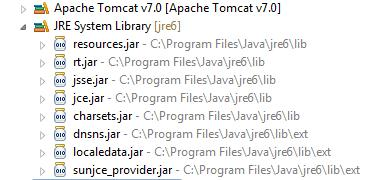 Apache Tomcat v7.0 [Apache Tomcat v7.0]
JRE System Library [jre6]
resources.jar - C:\Program Files\Java\jre6\lib
rt.jar - C:\Program Files\Java\jre6\lib
jsse.jar - C:\Program Files\Java\jre6\lib
jce.jar - C:\Program Files\Java\jre6\lib
charsets.jar - C:\Program Files\Java\jre6\lib
dnsns.jar - C:\Program Files\Java\jre6\lib\ext
localedata.jar - C:\Program Files\Java\jre6\lib\ext
sunjce_provider.jar - C:\Program Files\Java\jre6\lib\ext